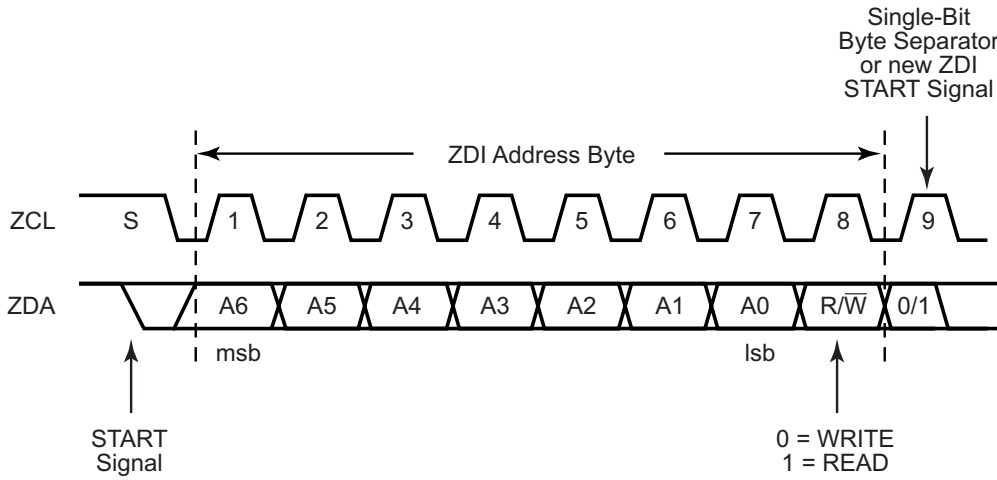 Single-Bit
Byte Separator
or new ZDI
START Signal
ZDI Address Byte
ZCL S 1 2 3 4 5 6 7 8 9
ZDA A6 A5 A4 A3 A2 A1 A0 R/W̅ 0/1
msb lsb
START
Signal
0 = WRITE
1 = READ